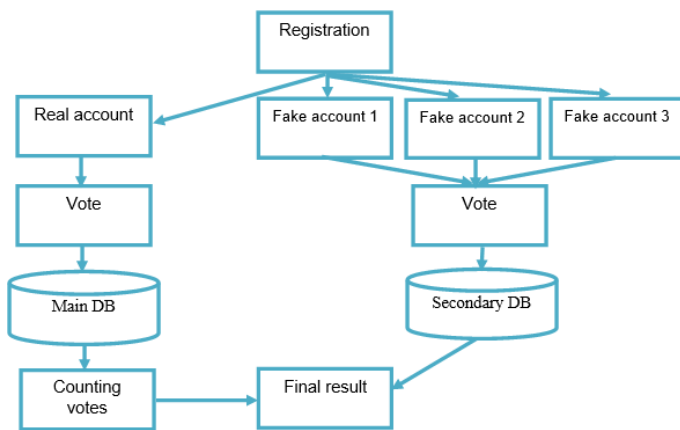 Registration
Real account
Fake account 1
Fake account 2
Fake account 3
Vote
Vote
Main DB
Secondary DB
Counting
votes
Final result